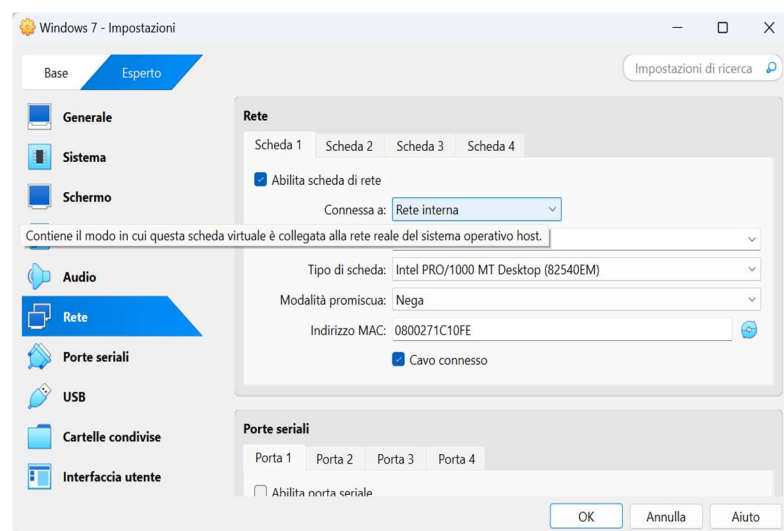 Windows 7 - Impostazioni
Base Esperto Impostazioni di ricerca
Generale
Sistema
Schermo
Audio
Rete
Porte seriali
USB
Cartelle condivise
Interfaccia utente
Rete
Scheda 1 Scheda 2 Scheda 3 Scheda 4
Abilita scheda di rete
Connessa a: Rete interna
Contiene il modo in cui questa scheda virtuale è collegata alla rete reale del sistema operativo host.
Tipo di scheda: Intel PRO/1000 MT Desktop (82540EM)
Modalità promiscua: Nega
Indirizzo MAC: 0800271C10FE
Cavo connesso
Porte seriali
Porta 1 Porta 2 Porta 3 Porta 4
Abilita porta seriale
OK Annulla Aiuto